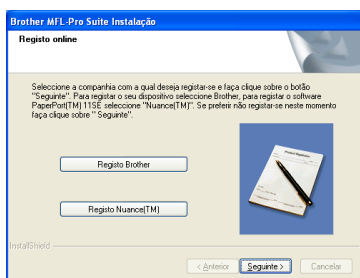 Brother MFL-Pro Suite Instalação
Registo online
Seleccione a companhia com a qual deseja registar-se e faça clique sobre o botão
"Seguinte". Para registar o seu dispositivo seleccione Brother, para registar o software
PaperPort(TM) 11SE seleccione "Nuance(TM)". Se preferir não registar-se neste momento
faça clique sobre " Seguinte".
Registo Brother
Registo Nuance(TM)
InstallShield
< Anterior
Seguinte >
Cancelar